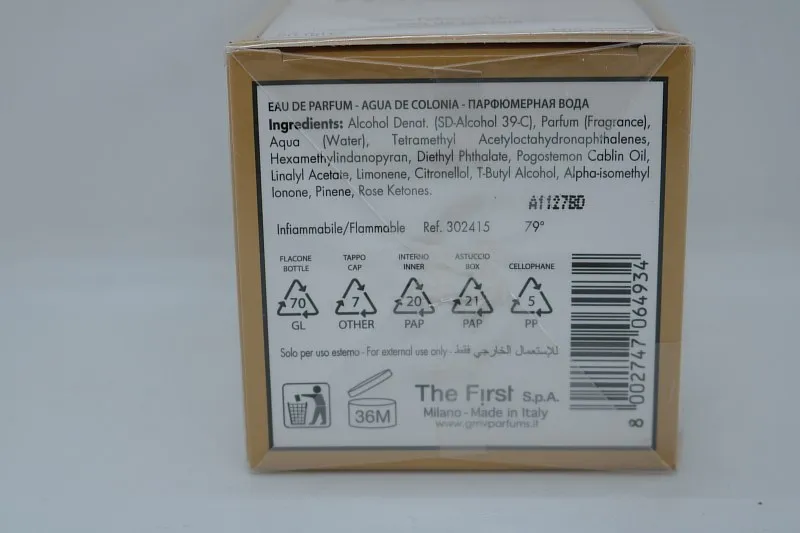 EAU DE PARFUM - AGUA DE COLONIA - ПАРФЮМЕРНАЯ ВОДА
Ingredients: Alcohol Denat. (SD-Alcohol 39-C), Parfum (Fragrance),
Aqua (Water), Tetramethyl Acetyloctahydronaphthalenes,
Hexamethylindanopyran, Diethyl Phthalate, Pogostemon Cablin Oil,
Linalyl Acetate, Limonene, Citronellol, T-Butyl Alcohol, Alpha-isomethyl
Ionone, Pinene, Rose Ketones.
A1127BD
Infiammabile/Flammable Ref. 302415 79°
FLACONE BOTTLE
70
GL
TAPPO CAP
7
OTHER
INTERNO INNER
20
PAP
ASTUCCIO BOX
21
PAP
CELLOPHANE
5
PP
Solo per uso esterno - For external use only - للإستعمال الخارجي فقط
36M
The First S.p.A.
Milano - Made in Italy
www.gmvparfums.it
8 002747 064934